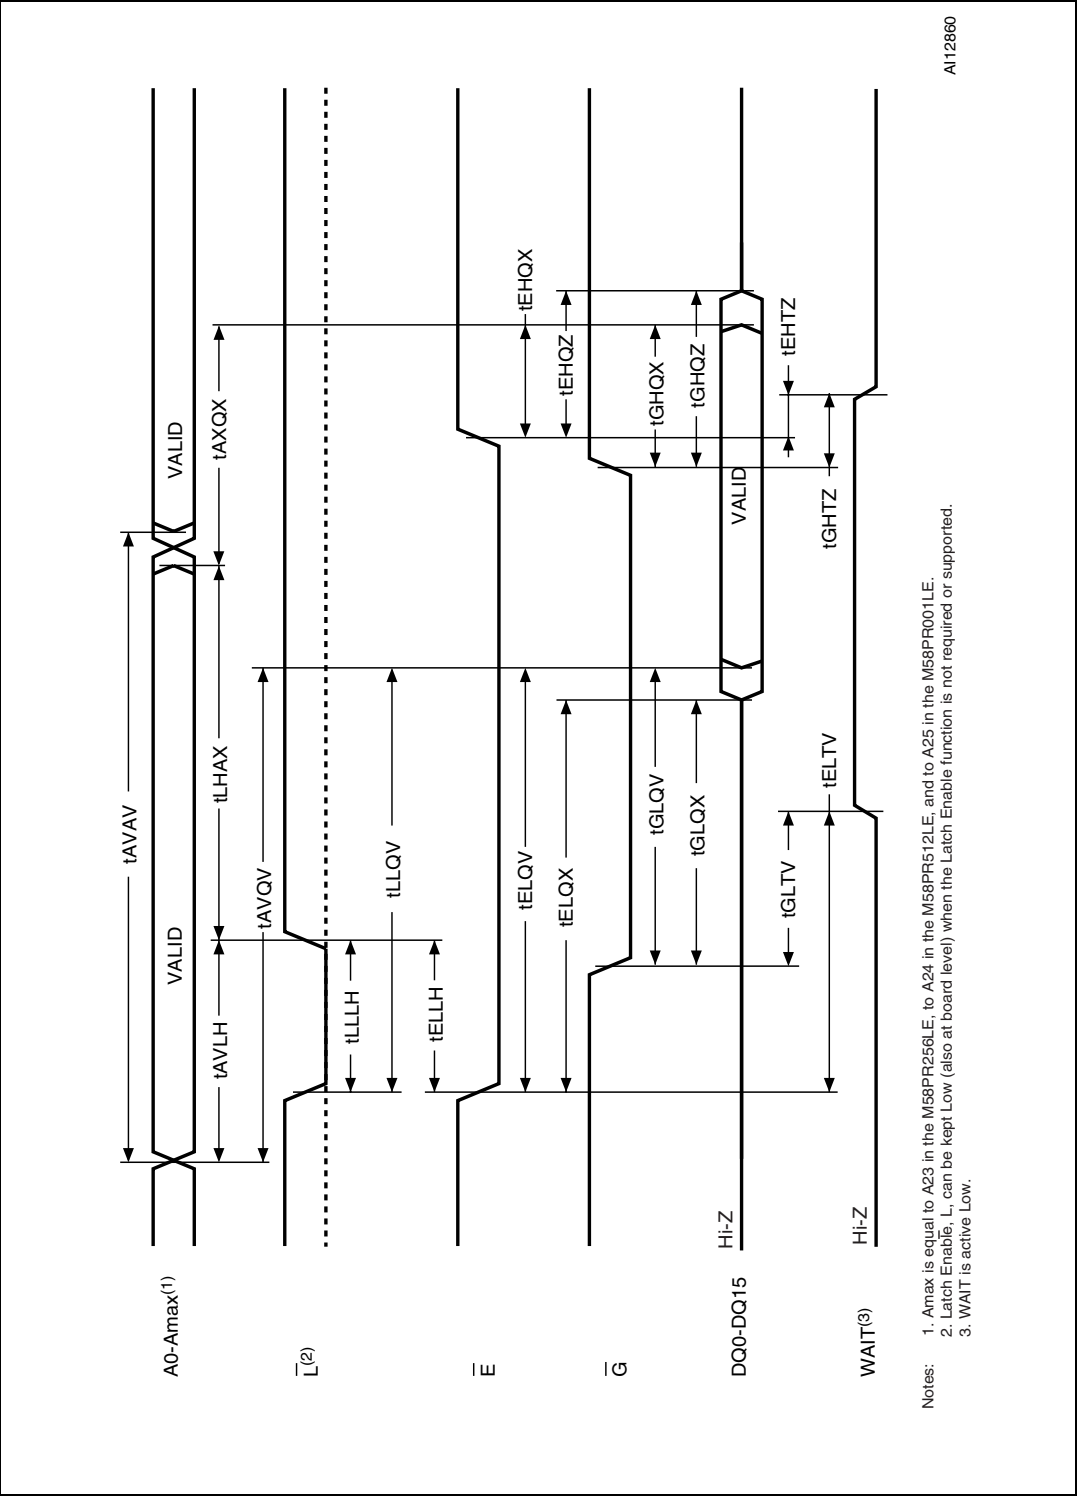 tAVAV
A0-Amax(1)
VALID
VALID
tAVLH
tLHAX
tAXQX
tAVQV
L(2)
tLLLH
tLLQV
tELLH
E
tELQV
tEHQX
tELQX
tEHQZ
G
tGLQV
tGHQX
tGLQX
tGHQZ
DQ0-DQ15
Hi-Z
VALID
tGLTV
tEHTZ
tELTV
tGHTZ
WAIT(3)
Hi-Z
Notes: 1. Amax is equal to A23 in the M58PR256LE, to A24 in the M58PR512LE, and to A25 in the M58PR001LE.
2. Latch Enable, L, can be kept Low (also at board level) when the Latch Enable function is not required or supported.
3. WAIT is active Low.
AI12860